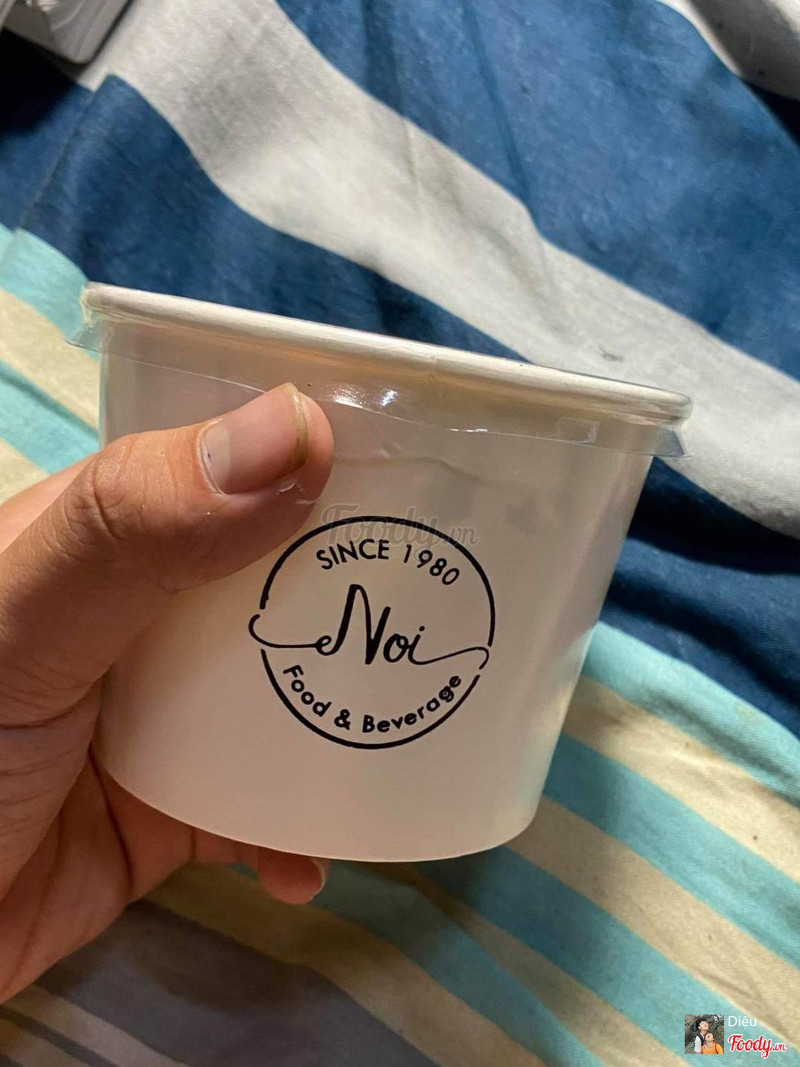 Foody.vn
SINCE 1980
Noi
Food & Beverage
Diệu
Foody.vn